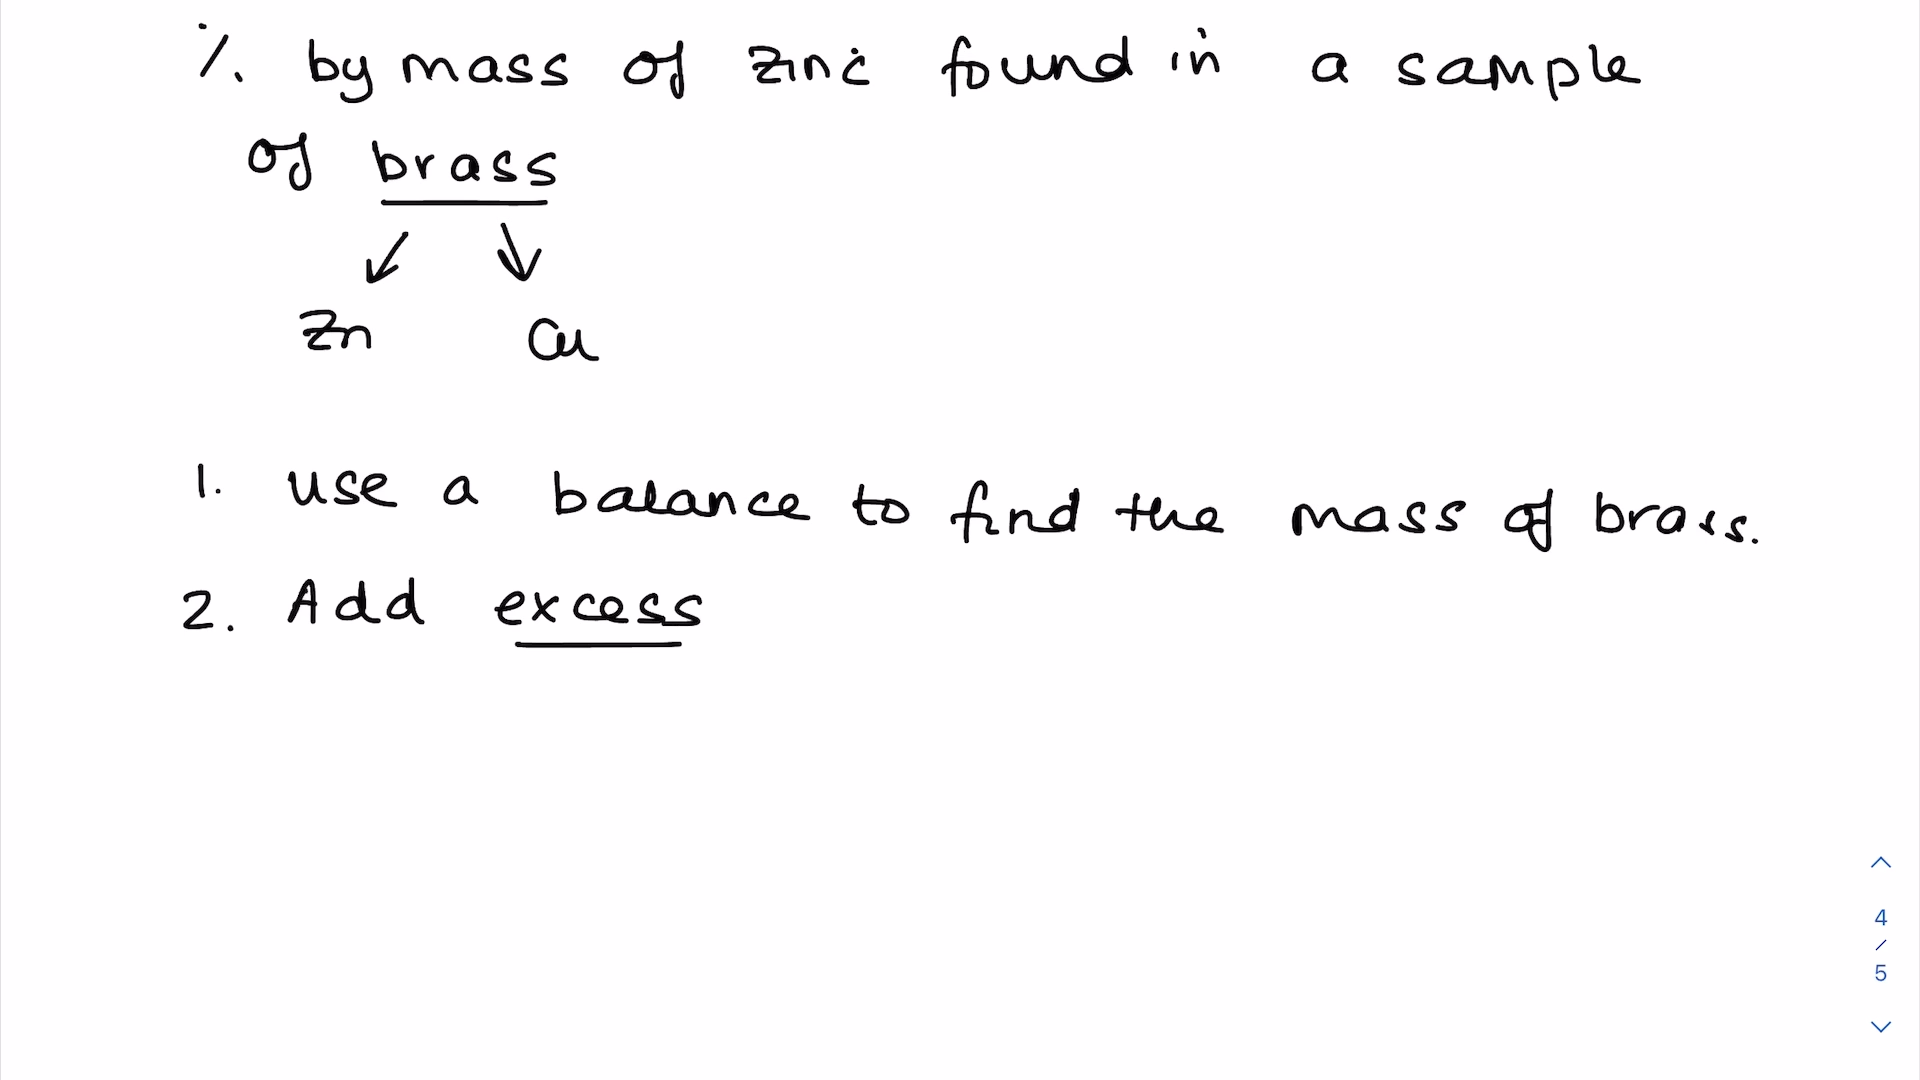 % by mass of zinc found in a sample
of brass
Zn Cu
1. use a balance to find the mass of brass.
2. Add excess
4
/
5